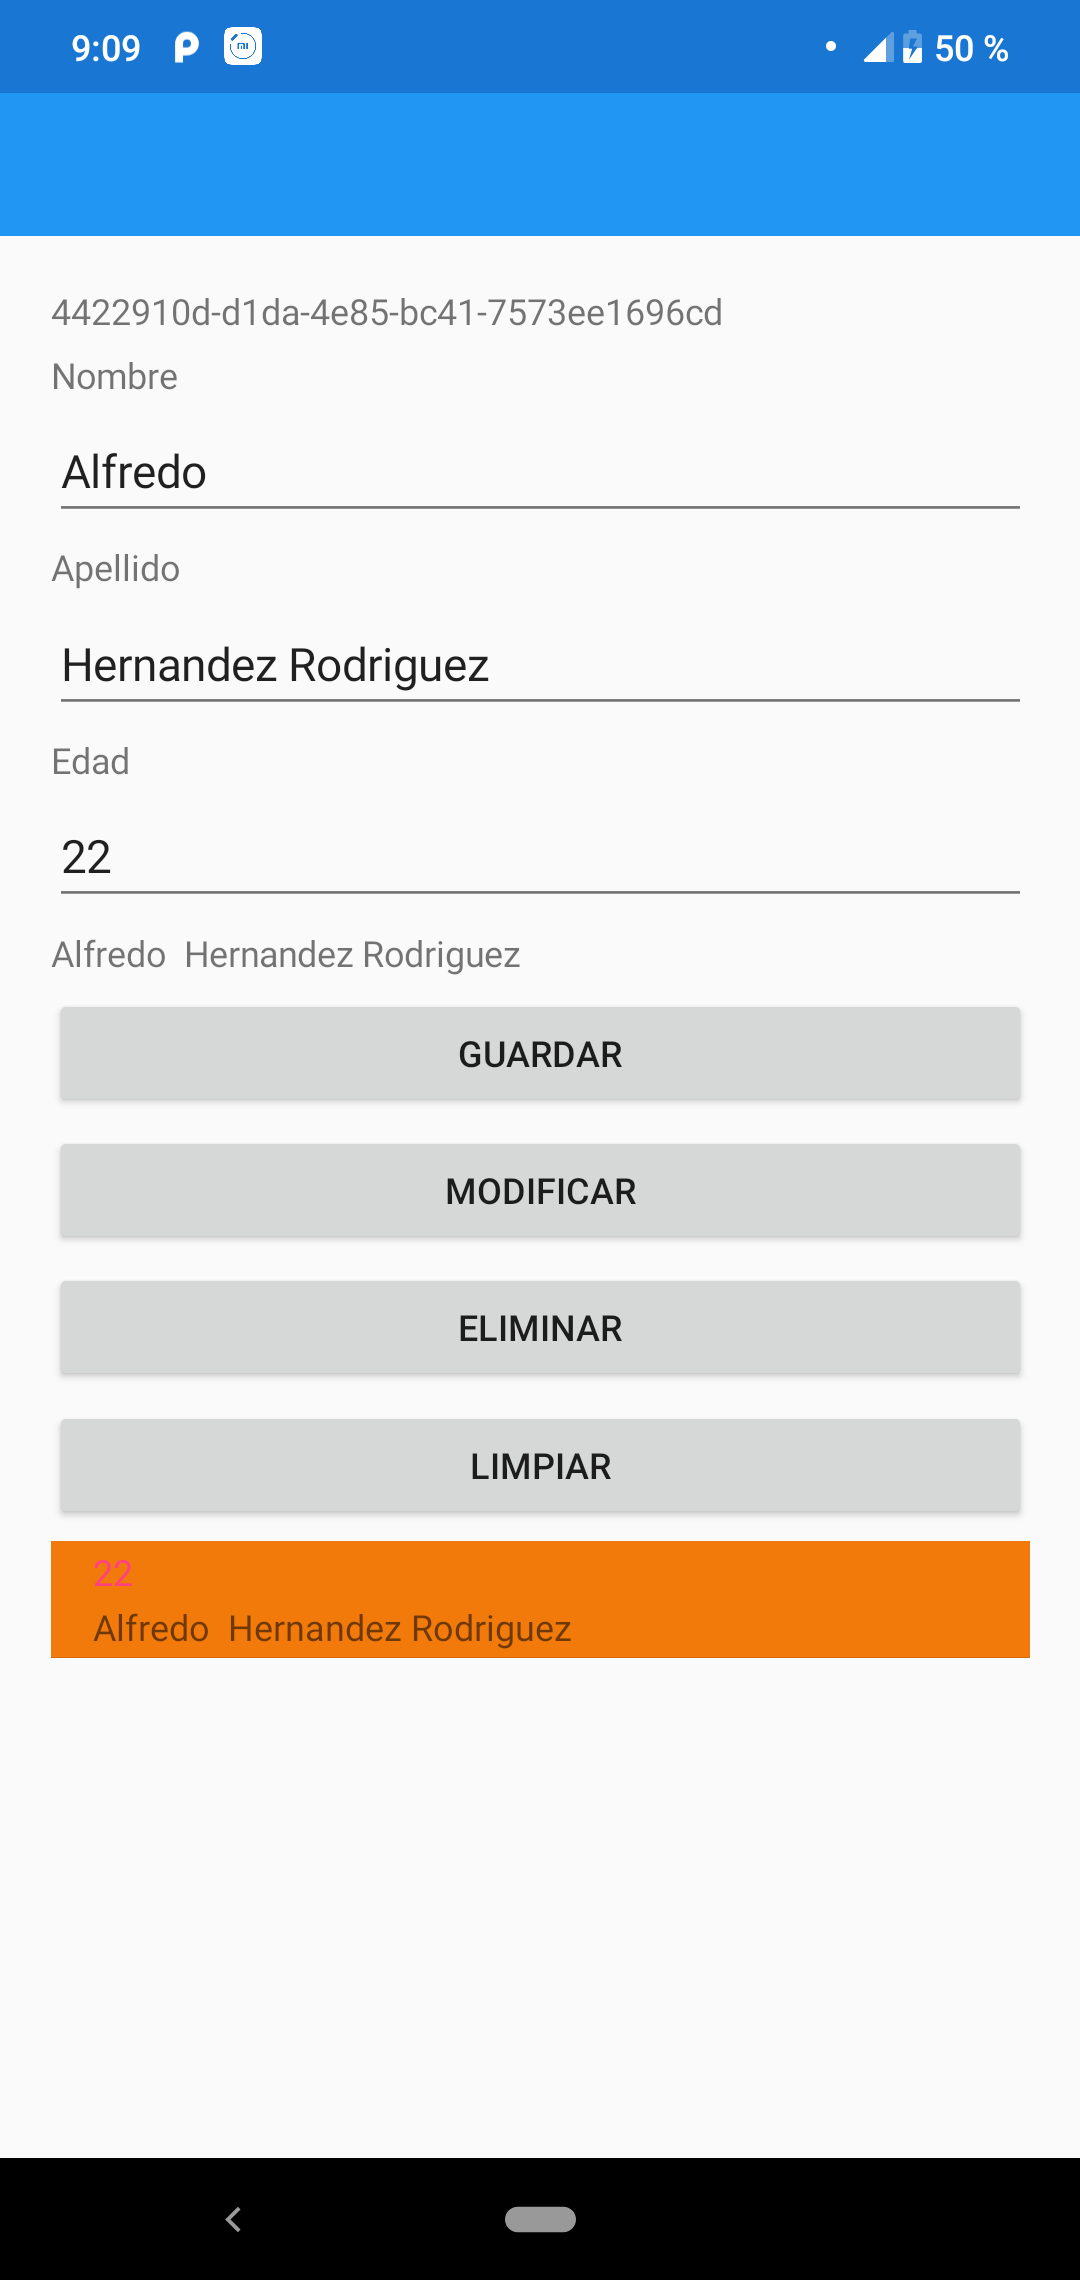 9:09 50 %
4422910d-d1da-4e85-bc41-7573ee1696cd
Nombre
Alfredo
Apellido
Hernandez Rodriguez
Edad
22
Alfredo  Hernandez Rodriguez
GUARDAR
MODIFICAR
ELIMINAR
LIMPIAR
22
Alfredo  Hernandez Rodriguez